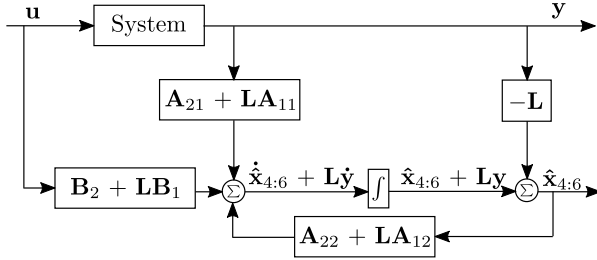 u
System
y
A₂₁ + LA₁₁
−L
B₂ + LB₁
Σ
x̂̇₄:₆ + Lẏ
∫
x̂₄:₆ + Ly
Σ
x̂₄:₆
A₂₂ + LA₁₂